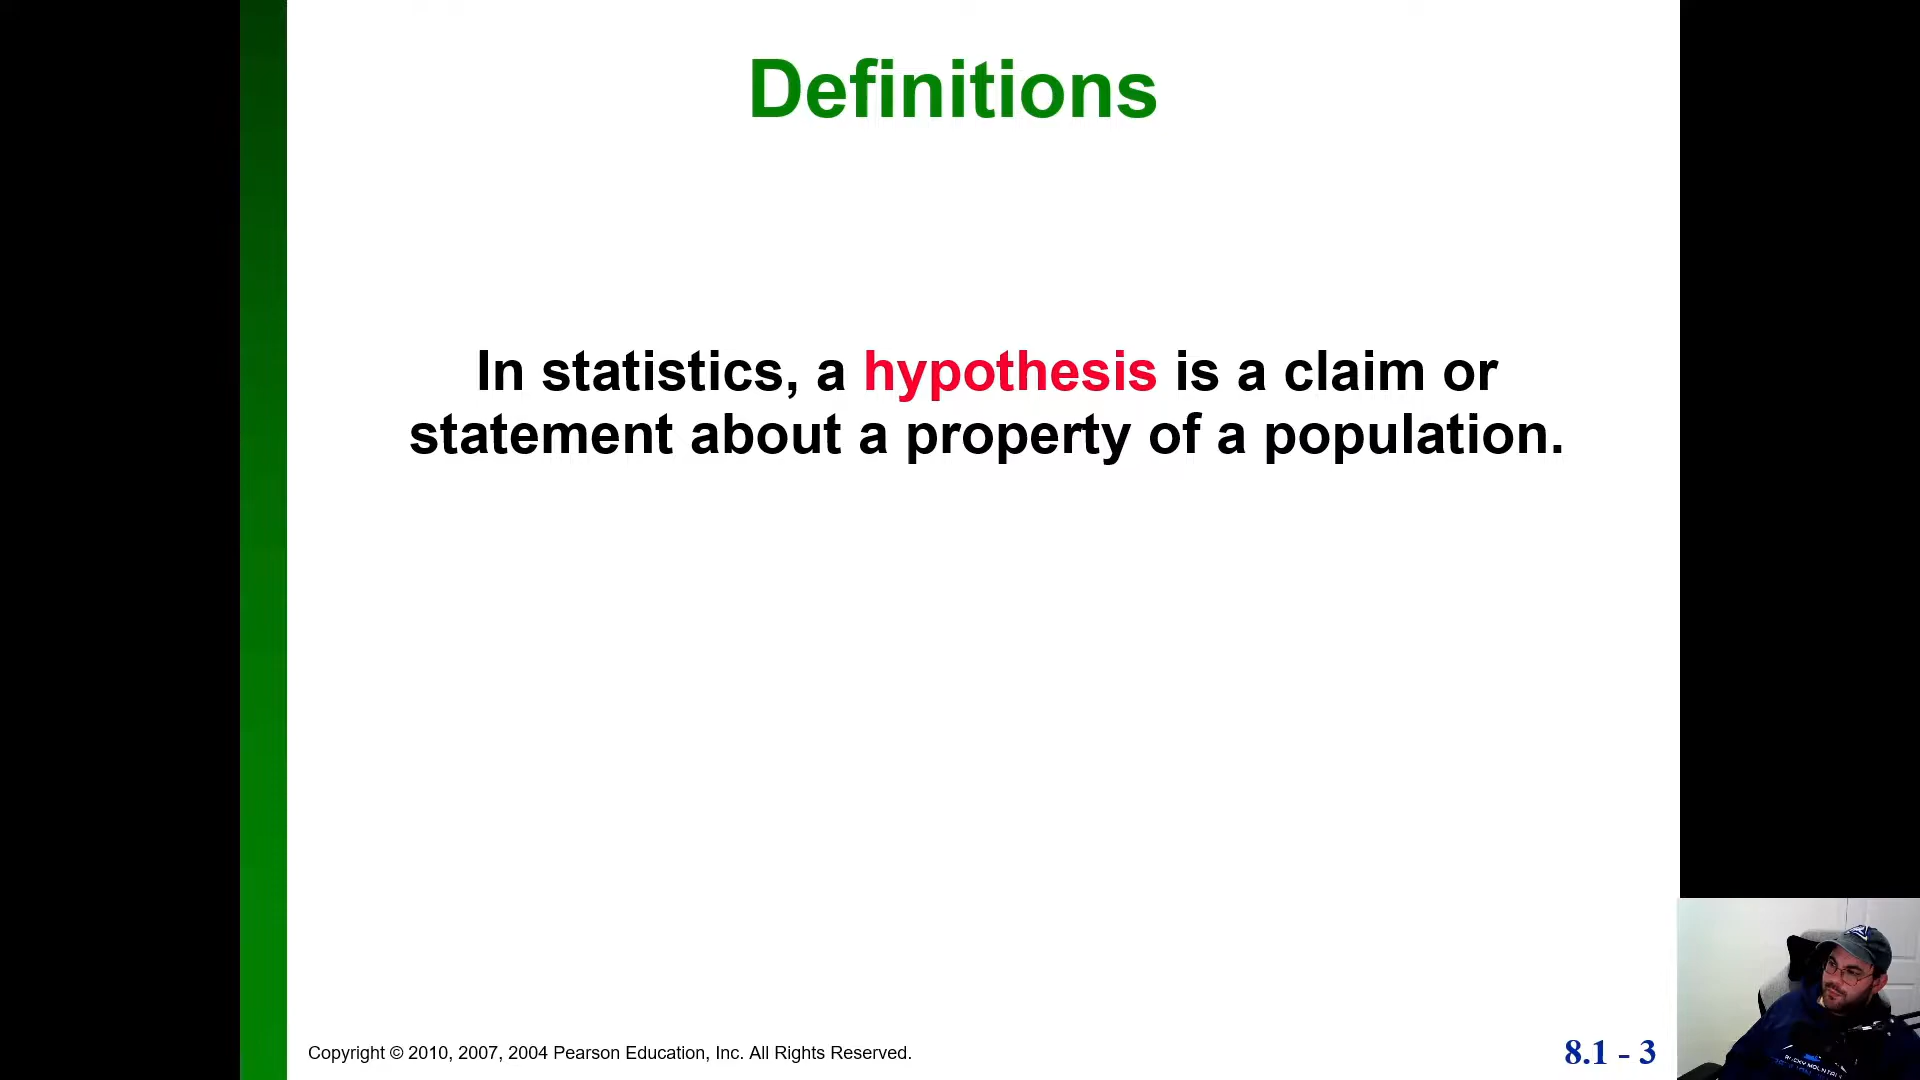 Definitions
In statistics, a hypothesis is a claim or
statement about a property of a population.
Copyright © 2010, 2007, 2004 Pearson Education, Inc. All Rights Reserved.
8.1 - 3